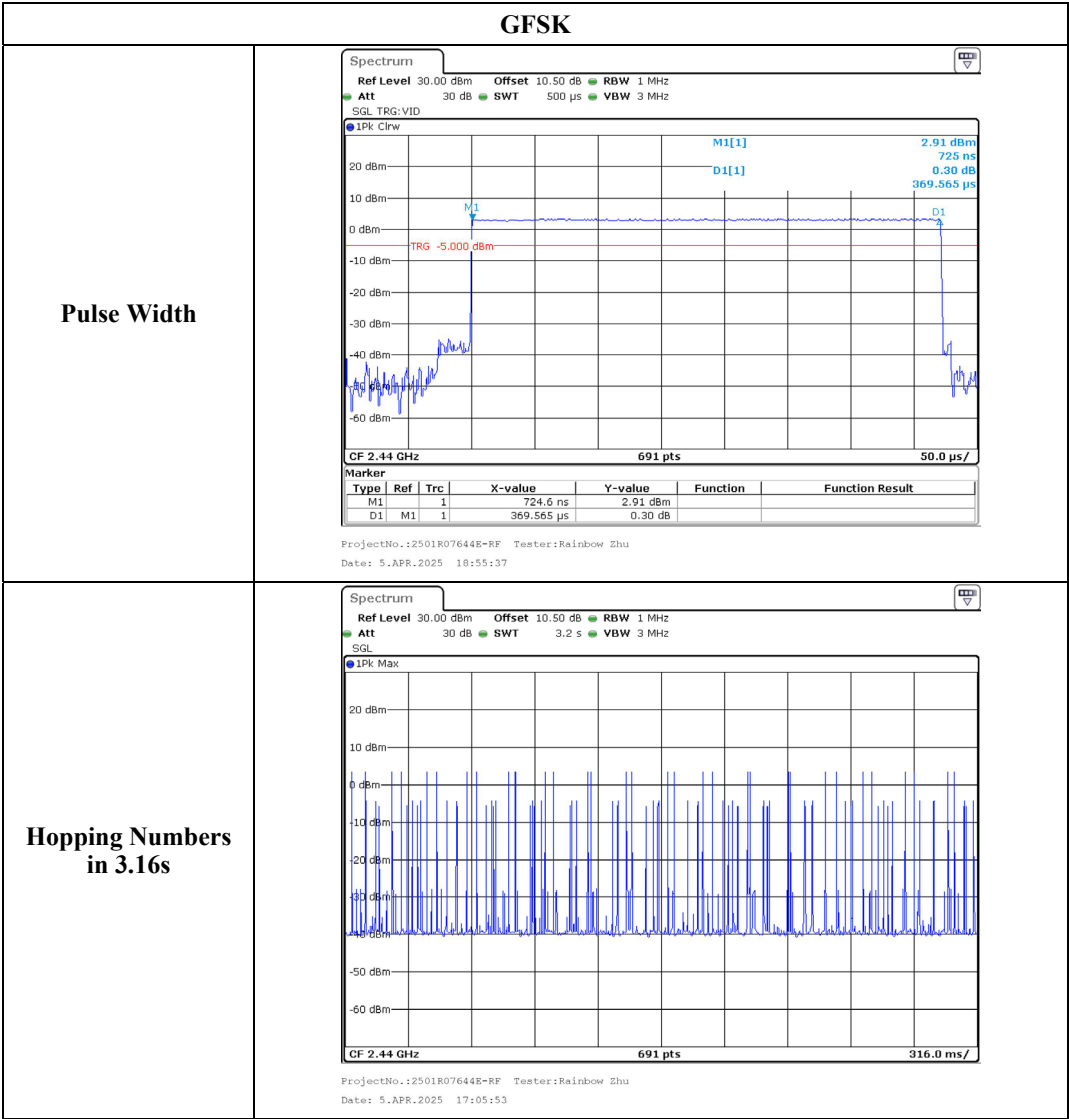 GFSK
Pulse Width
Spectrum
Ref Level 30.00 dBm Offset 10.50 dB RBW 1 MHz
Att 30 dB SWT 500 µs VBW 3 MHz
SGL TRG:VID
1Pk Clrw
M1[1] 2.91 dBm
725 ns
20 dBm
D1[1] 0.30 dB
369.565 µs
10 dBm
M1
D1
0 dBm
TRG -5.000 dBm
-10 dBm
-20 dBm
-30 dBm
-40 dBm
-50 dBm
-60 dBm
CF 2.44 GHz 691 pts 50.0 µs/
Marker
Type Ref Trc X-value Y-value Function Function Result
M1 1 724.6 ns 2.91 dBm
D1 M1 1 369.565 µs 0.30 dB
ProjectNo.:2501R07644E-RF Tester:Rainbow Zhu
Date: 5.APR.2025 18:55:37
Hopping Numbers
in 3.16s
Spectrum
Ref Level 30.00 dBm Offset 10.50 dB RBW 1 MHz
Att 30 dB SWT 3.2 s VBW 3 MHz
SGL
1Pk Max
20 dBm
10 dBm
0 dBm
-10 dBm
-20 dBm
-30 dBm
-40 dBm
-50 dBm
-60 dBm
CF 2.44 GHz 691 pts 316.0 ms/
ProjectNo.:2501R07644E-RF Tester:Rainbow Zhu
Date: 5.APR.2025 17:05:53